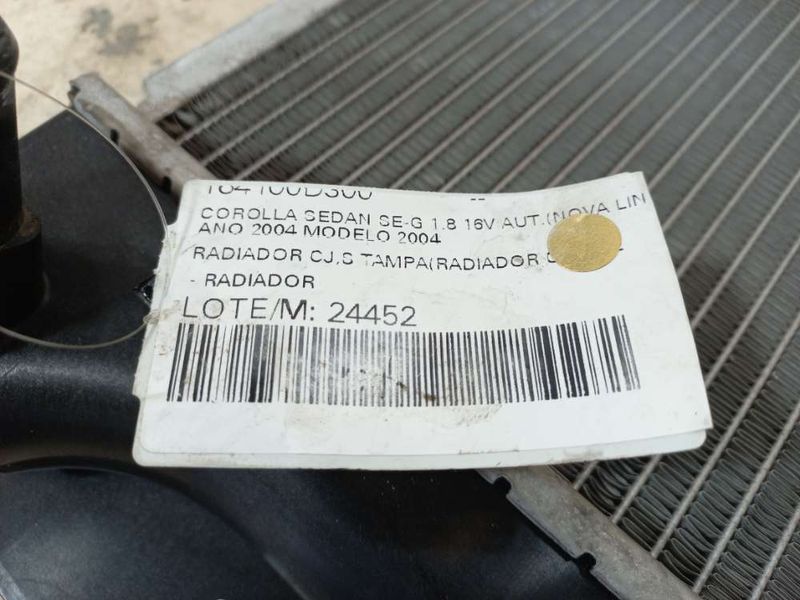 164100D300
COROLLA SEDAN SE-G 1.8 16V AUT.(NOVA LIN
ANO 2004 MODELO 2004
RADIADOR CJ,S TAMPA(RADIADOR
- RADIADOR
LOTE/M: 24452